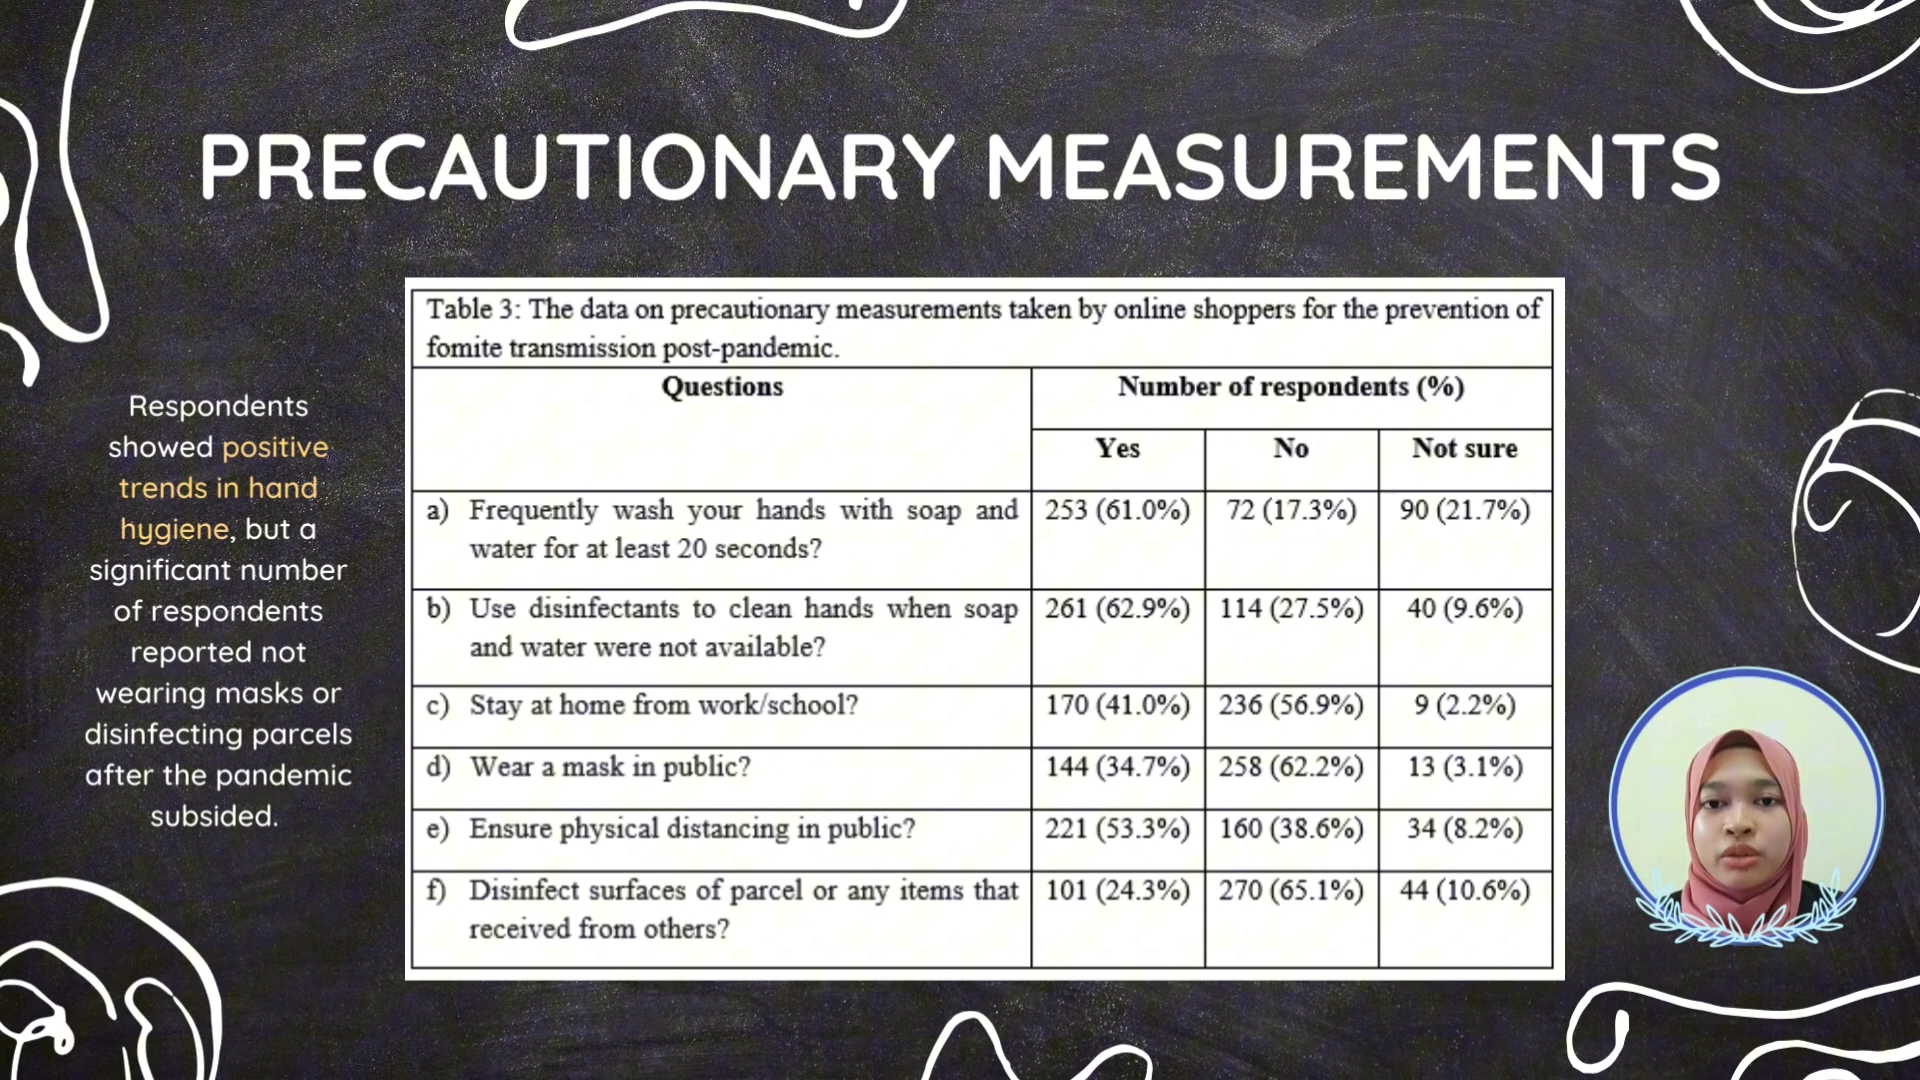 PRECAUTIONARY MEASUREMENTS
Respondents
showed positive
trends in hand
hygiene, but a
significant number
of respondents
reported not
wearing masks or
disinfecting parcels
after the pandemic
subsided.
Table 3: The data on precautionary measurements taken by online shoppers for the prevention of
fomite transmission post-pandemic.
Questions
Number of respondents (%)
Yes No Not sure
a) Frequently wash your hands with soap and 253 (61.0%) 72 (17.3%) 90 (21.7%)
water for at least 20 seconds?
b) Use disinfectants to clean hands when soap 261 (62.9%) 114 (27.5%) 40 (9.6%)
and water were not available?
c) Stay at home from work/school? 170 (41.0%) 236 (56.9%) 9 (2.2%)
d) Wear a mask in public? 144 (34.7%) 258 (62.2%) 13 (3.1%)
e) Ensure physical distancing in public? 221 (53.3%) 160 (38.6%) 34 (8.2%)
f) Disinfect surfaces of parcel or any items that 101 (24.3%) 270 (65.1%) 44 (10.6%)
received from others?